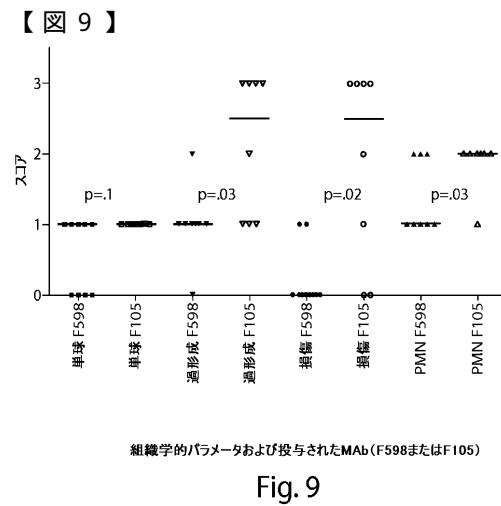 【図9】
スコア
3
2
1
0
p=.1
p=.03
p=.02
p=.03
単球 F598
単球 F105
過形成 F598
過形成 F105
損傷 F598
損傷 F105
PMN F598
PMN F105
組織学的パラメータおよび投与されたMAb(F598またはF105)
Fig. 9